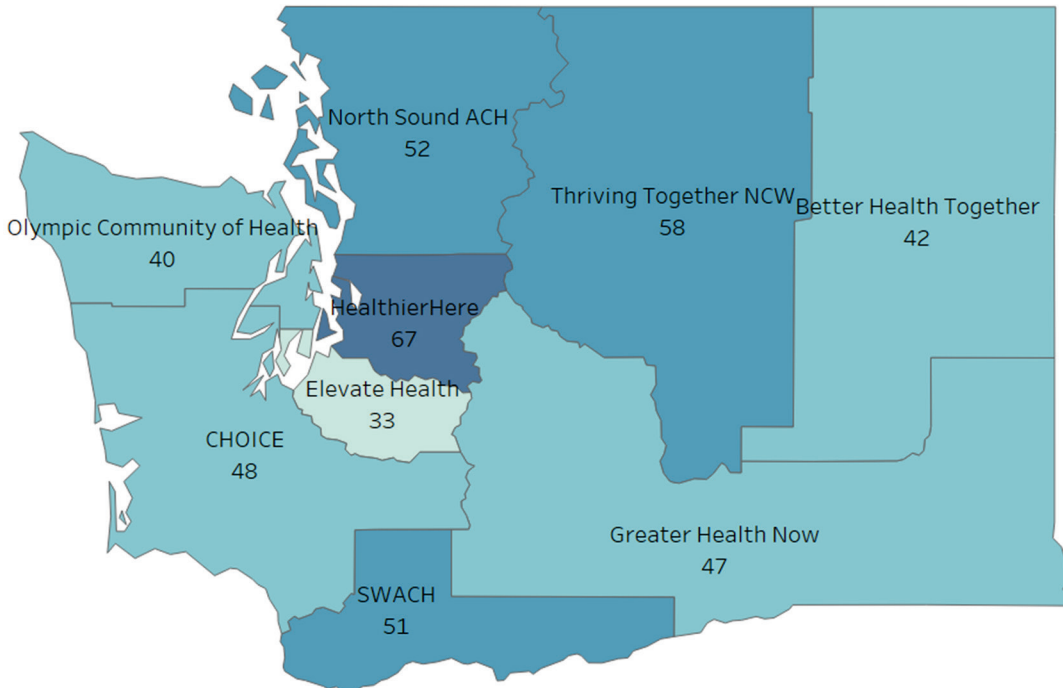 North Sound ACH
52
Thriving Together NCW
58
Better Health Together
42
Olympic Community of Health
40
HealthierHere
67
Elevate Health
33
CHOICE
48
Greater Health Now
47
SWACH
51